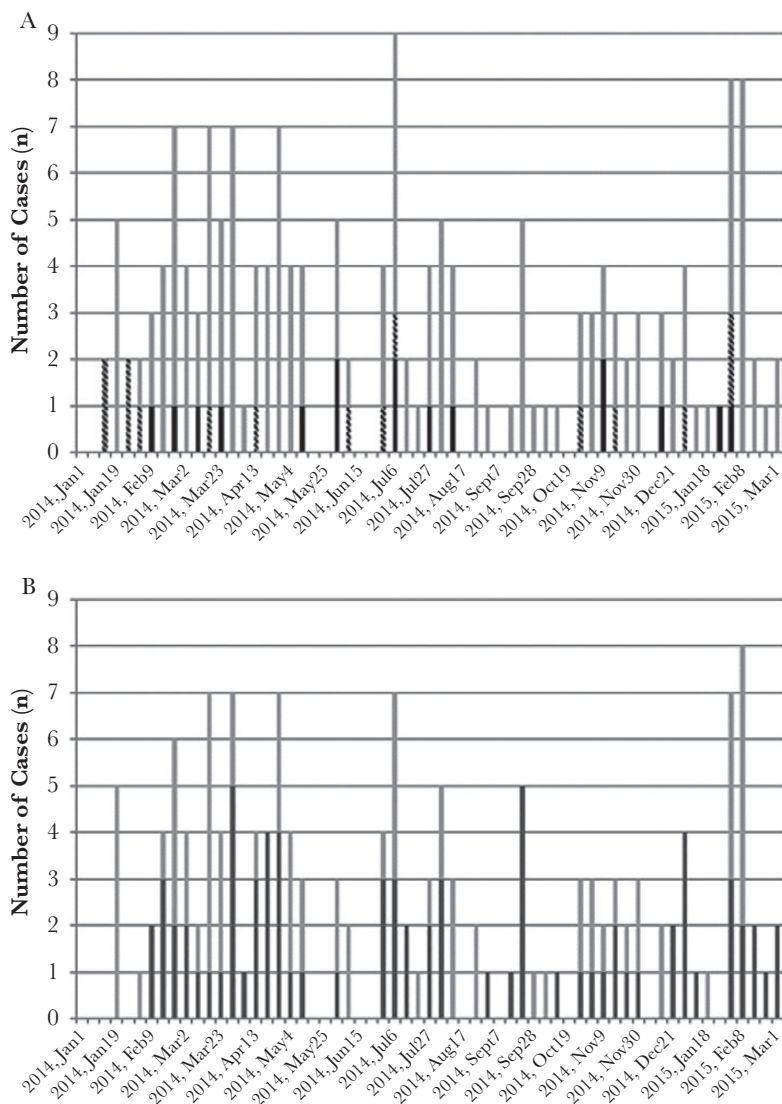 A
9
8
7
6
5
4
3
2
1
0
Number of Cases (n)
2014, Jan1
2014, Jan19
2014, Feb9
2014, Mar2
2014, Mar23
2014, Apr13
2014, May4
2014, May25
2014, Jun15
2014, Jul6
2014, Jul27
2014, Aug17
2014, Sept7
2014, Sep28
2014, Oct19
2014, Nov9
2014, Nov30
2014, Dec21
2015, Jan18
2015, Feb8
2015, Mar1
B
9
8
7
6
5
4
3
2
1
0
Number of Cases (n)
2014, Jan1
2014, Jan19
2014, Feb9
2014, Mar2
2014, Mar23
2014, Apr13
2014, May4
2014, May25
2014, Jun15
2014, Jul6
2014, Jul27
2014, Aug17
2014, Sep7
2014, Sep28
2014, Oct19
2014, Nov9
2014, Nov30
2014, Dec21
2015, Jan18
2015, Feb8
2015, Mar1